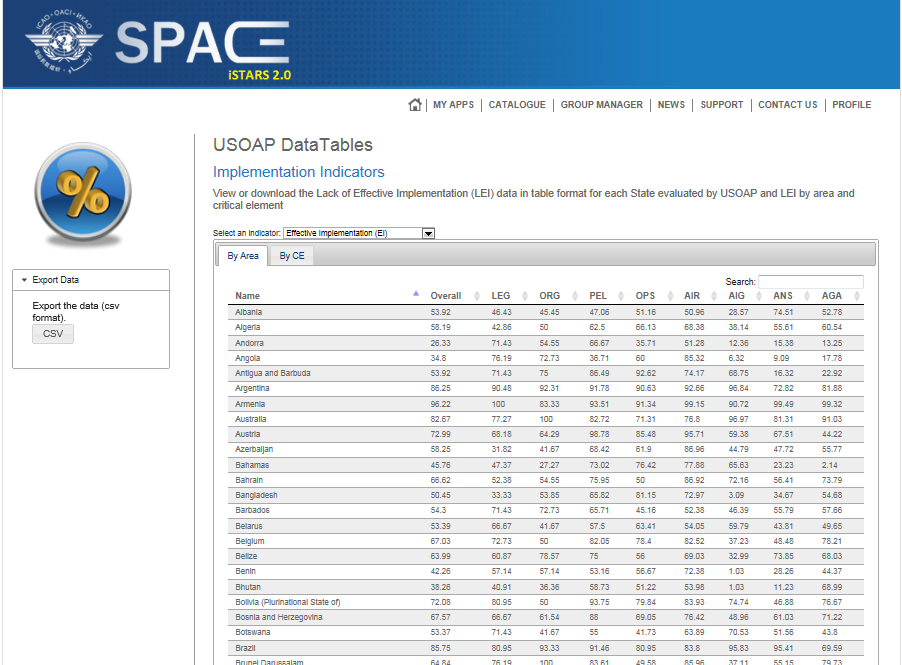 ICAO · OACI · ИКАО
SPACE
iSTARS 2.0
MY APPS | CATALOGUE | GROUP MANAGER | NEWS | SUPPORT | CONTACT US | PROFILE
USOAP DataTables
Implementation Indicators
View or download the Lack of Effective Implementation (LEI) data in table format for each State evaluated by USOAP and LEI by area and
critical element
Select an Indicator: Effective Implementation (EI)
By Area By CE
Export Data
Export the data (csv
format).
CSV
Search:
Name Overall LEG ORG PEL OPS AIR AIG ANS AGA
Albania 53.92 46.43 45.45 47.06 51.16 50.96 28.57 74.51 52.78
Algeria 58.19 42.86 50 62.5 66.13 68.38 38.14 55.61 60.54
Andorra 26.33 71.43 54.55 66.67 35.71 51.28 12.36 15.38 13.25
Angola 34.8 76.19 72.73 36.71 60 85.32 6.32 9.09 17.78
Antigua and Barbuda 53.92 71.43 75 86.49 92.62 74.17 68.75 16.32 22.92
Argentina 86.25 90.48 92.31 91.78 90.63 92.66 96.84 72.82 81.88
Armenia 96.22 100 83.33 93.51 91.34 99.15 90.72 99.49 99.32
Australia 82.67 77.27 100 82.72 71.31 76.8 96.97 81.31 91.03
Austria 72.99 68.18 64.29 98.78 85.48 95.71 59.38 67.51 44.22
Azerbaijan 58.25 31.82 41.67 68.42 61.9 86.96 44.79 47.72 55.77
Bahamas 45.76 47.37 27.27 73.02 76.42 77.88 65.63 23.23 2.14
Bahrain 66.62 52.38 54.55 75.95 50 86.92 72.16 56.41 73.79
Bangladesh 50.45 33.33 53.85 65.82 81.15 72.97 3.09 34.67 54.68
Barbados 54.3 71.43 72.73 65.71 45.16 52.38 46.39 55.79 57.66
Belarus 53.39 66.67 41.67 57.5 63.41 54.05 59.79 43.81 49.65
Belgium 67.03 72.73 50 82.05 78.4 82.52 37.23 48.48 78.21
Belize 63.99 60.87 78.57 75 56 69.03 32.99 73.85 68.03
Benin 42.26 57.14 57.14 53.16 56.67 72.38 1.03 28.26 44.37
Bhutan 38.26 40.91 36.36 58.73 51.22 53.98 1.03 11.23 68.99
Bolivia (Plurinational State of) 72.08 80.95 50 93.75 79.84 83.93 74.74 46.88 76.67
Bosnia and Herzegovina 67.57 66.67 61.54 88 69.05 76.42 48.96 61.03 71.22
Botswana 53.37 71.43 41.67 55 41.73 63.89 70.53 51.56 43.8
Brazil 85.75 80.95 93.33 91.46 80.95 83.8 95.83 95.41 69.59
Brunei Darussalam 64.84 76.19 100 83.61 49.58 85.96 37.11 55.15 79.73